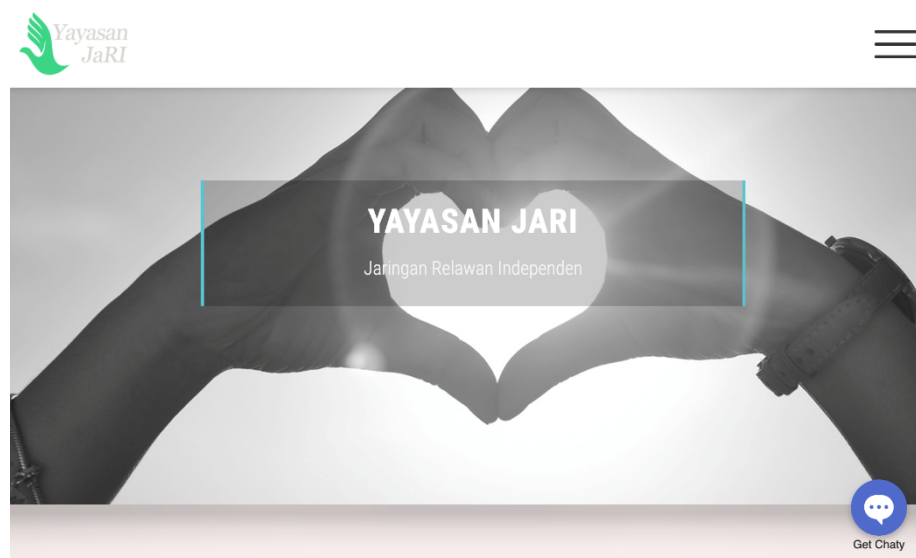 Yayasan
JaRI
YAYASAN JARI
Jaringan Relawan Independen
Get Chaty